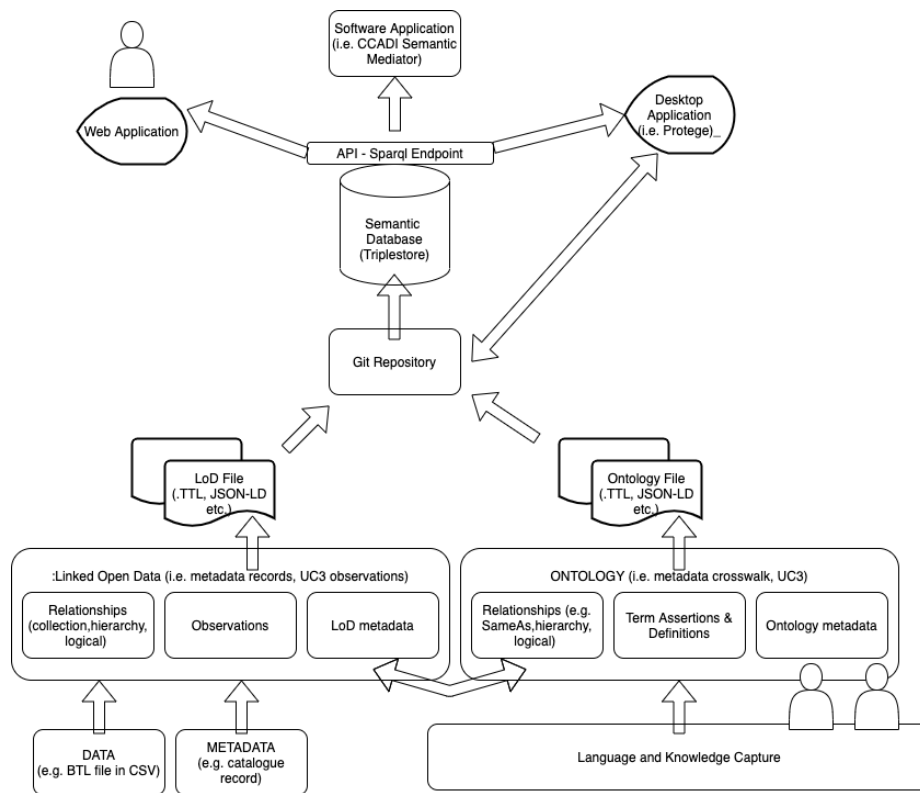 Software Application
(i.e. CCADI Semantic
Mediator)
Web Application
Desktop
Application
(i.e. Protege)_
API - Sparql Endpoint
Semantic
Database
(Triplestore)
Git Repository
LoD File
(.TTL, JSON-LD
etc.)
Ontology File
(.TTL, JSON-LD
etc.)
:Linked Open Data (i.e. metadata records, UC3 observations)
Relationships
(collection,hierarchy,
logical)
Observations
LoD metadata
ONTOLOGY (i.e. metadata crosswalk, UC3)
Relationships (e.g.
SameAs,hierarchy,
logical)
Term Assertions &
Definitions
Ontology metadata
DATA
(e.g. BTL file in CSV)
METADATA
(e.g. catalogue
record)
Language and Knowledge Capture